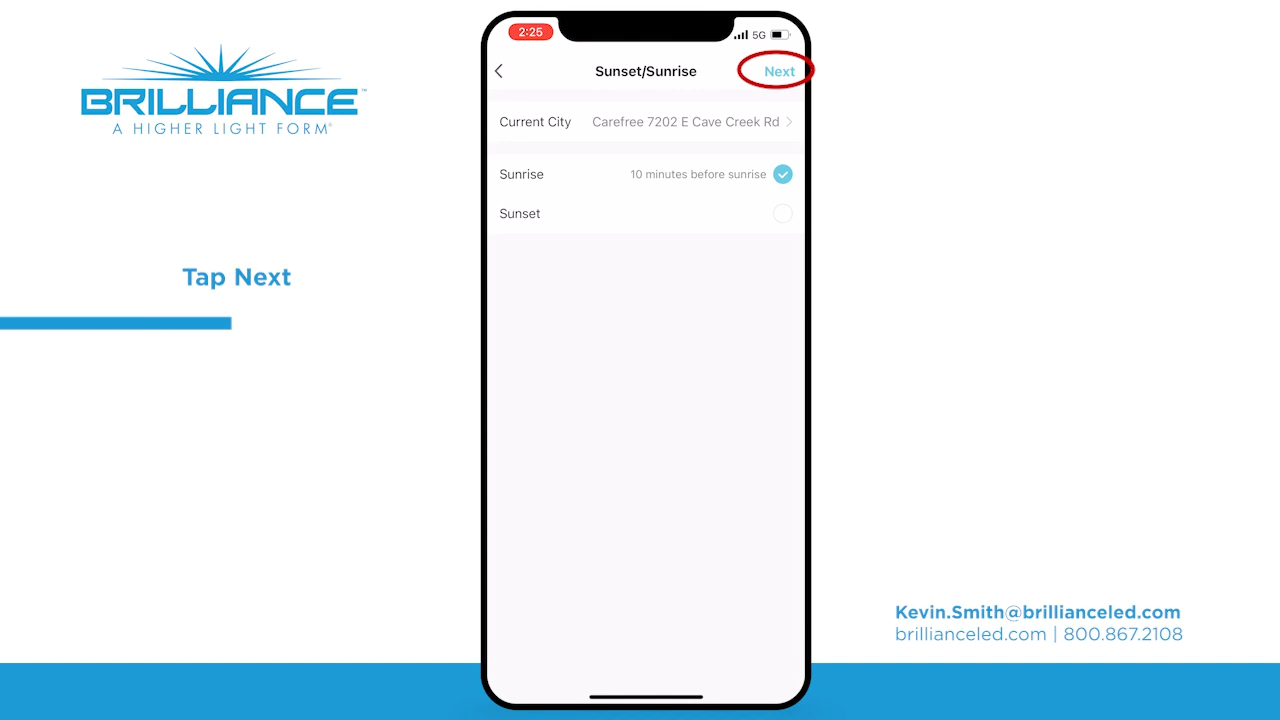 BRILLIANCE™
A HIGHER LIGHT FORM®
Tap Next
2:25
5G
Sunset/Sunrise
Next
Current City
Carefree 7202 E Cave Creek Rd
Sunrise
10 minutes before sunrise
Sunset
Kevin.Smith@brillianceled.com
brillianceled.com | 800.867.2108